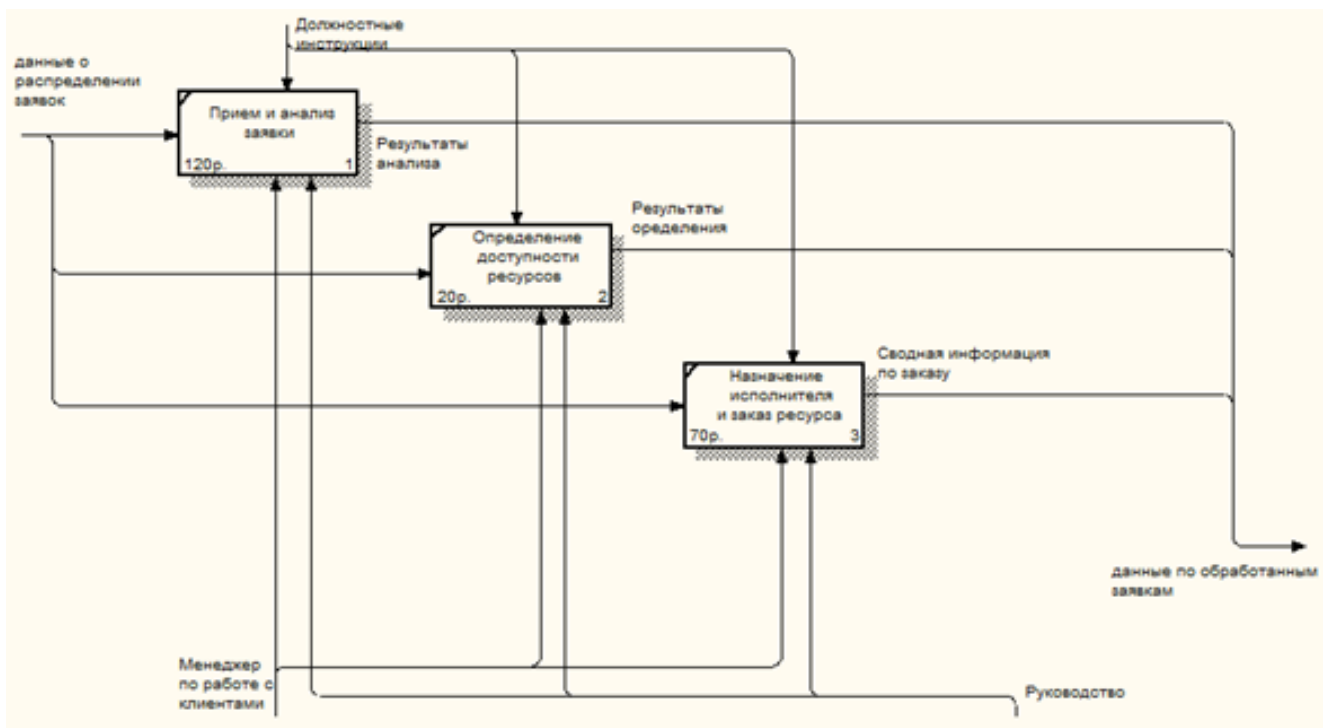 Должностные
инструкции
данные о
распределении
заявок
Прием и анализ
заявки
120р. 1
Результаты
анализа
Результаты
оределения
Определение
доступности
ресурсов
20р. 2
Сводная информация
по заказу
Назначение
исполнителя
и заказ ресурса
70р. 3
данные по обработанным
заявкам
Менеджер
по работе с
клиентами
Руководство